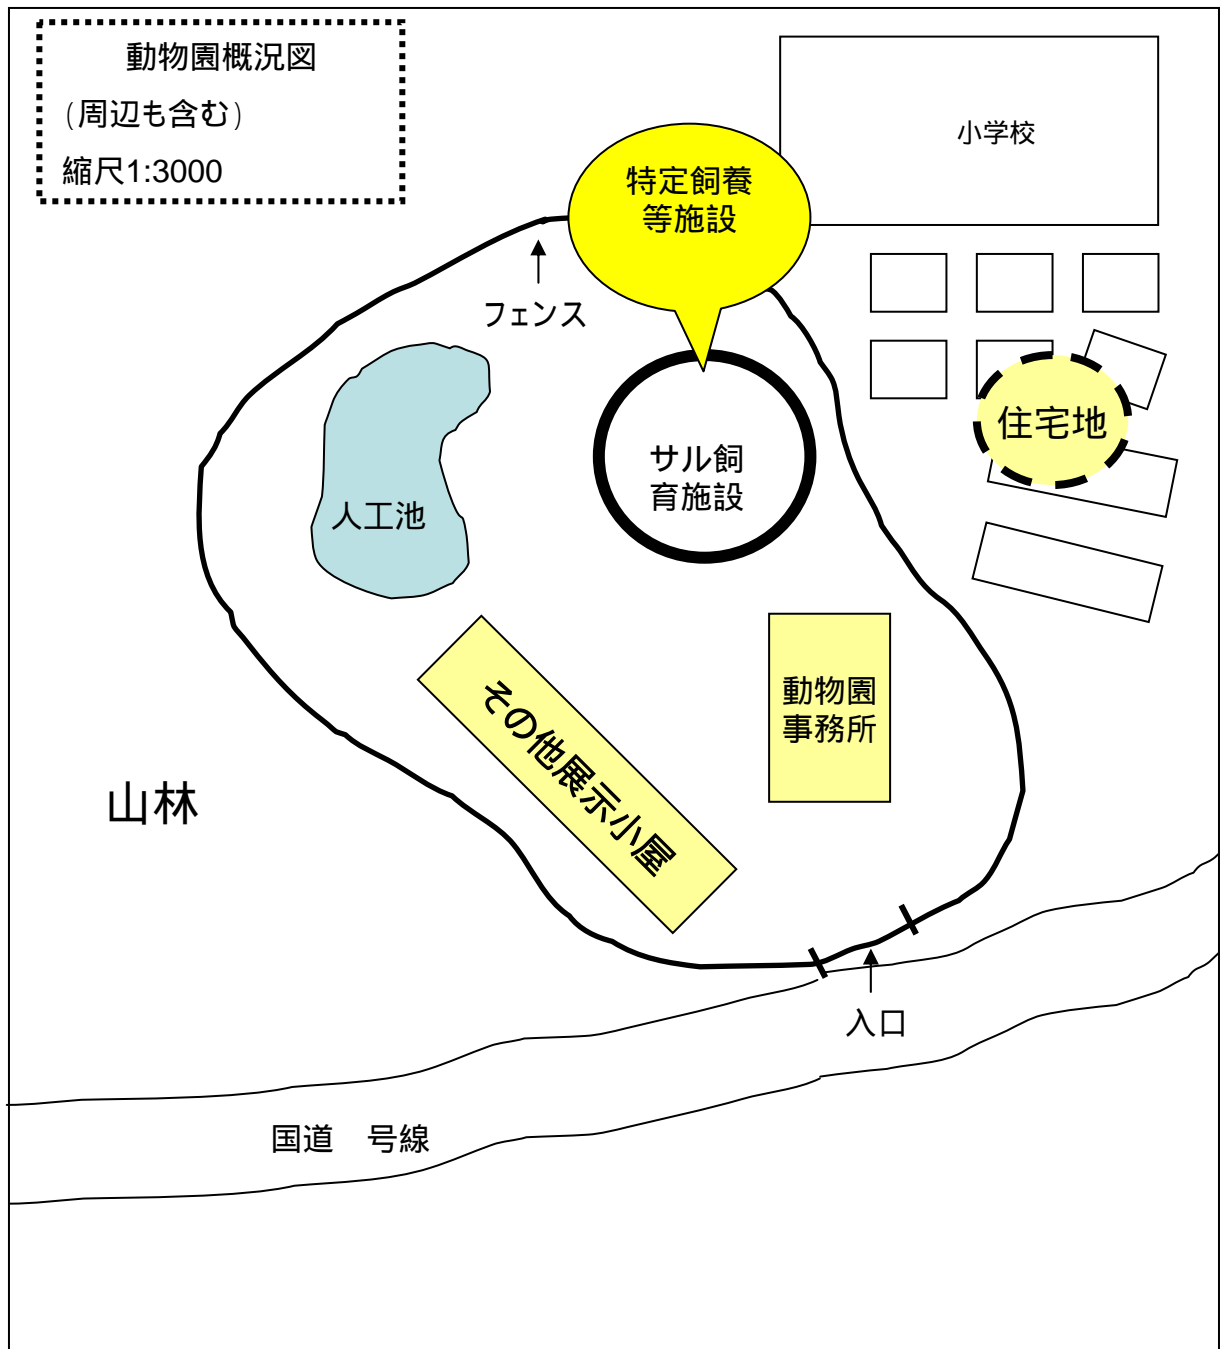 動物園概況図
(周辺も含む)
縮尺1:3000
小学校
特定飼養
等施設
フェンス
住宅地
サル飼
育施設
人工池
動物園
事務所
その他展示小屋
山林
入口
国道　号線